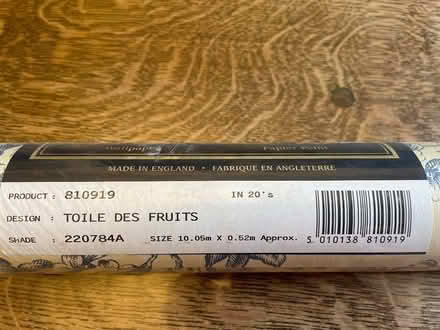 Wallpaper Papier Peint
MADE IN ENGLAND • FABRIQUE EN ANGLETERRE
PRODUCT : 810919 IN 20's
DESIGN : TOILE DES FRUITS
SHADE : 220784A SIZE 10.05m X 0.52m Approx.
5 010138 810919